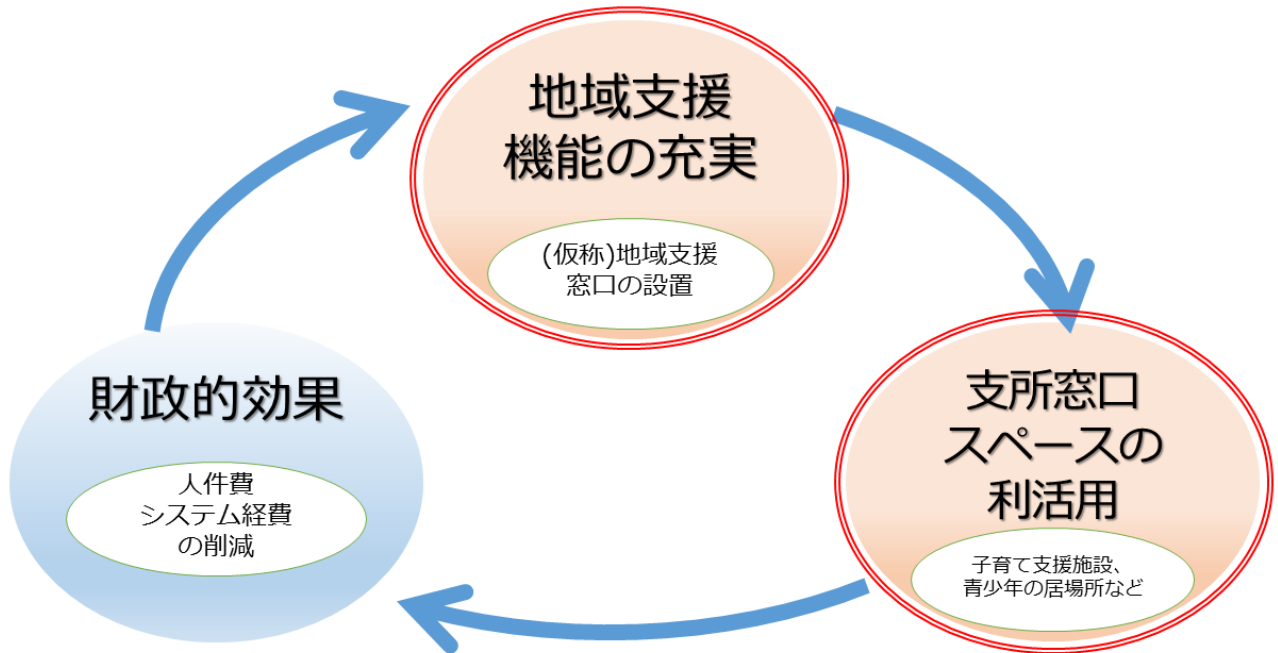 地域支援
機能の充実
(仮称)地域支援
窓口の設置
支所窓口
スペースの
利活用
子育て支援施設、
青少年の居場所など
財政的効果
人件費
システム経費
の削減